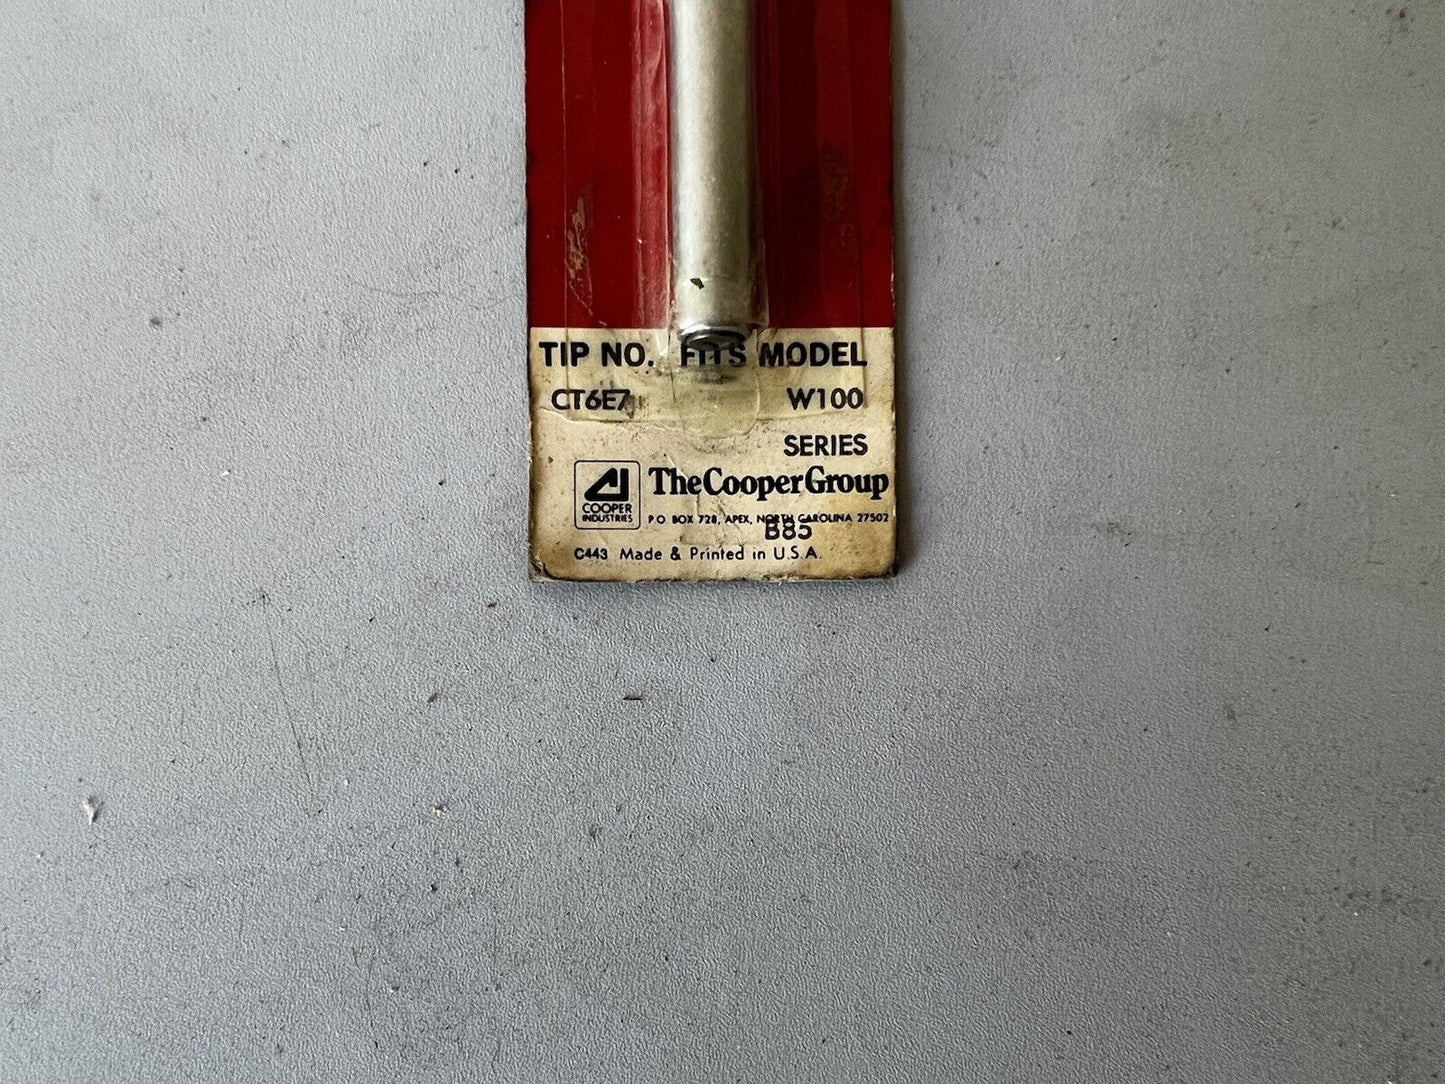 TIP NO. FITS MODEL
CT6E7 W100
SERIES
COOPER
INDUSTRIES
TheCooperGroup
P.O. BOX 728, APEX, NORTH CAROLINA 27502
B85
C443 Made & Printed in U.S.A.